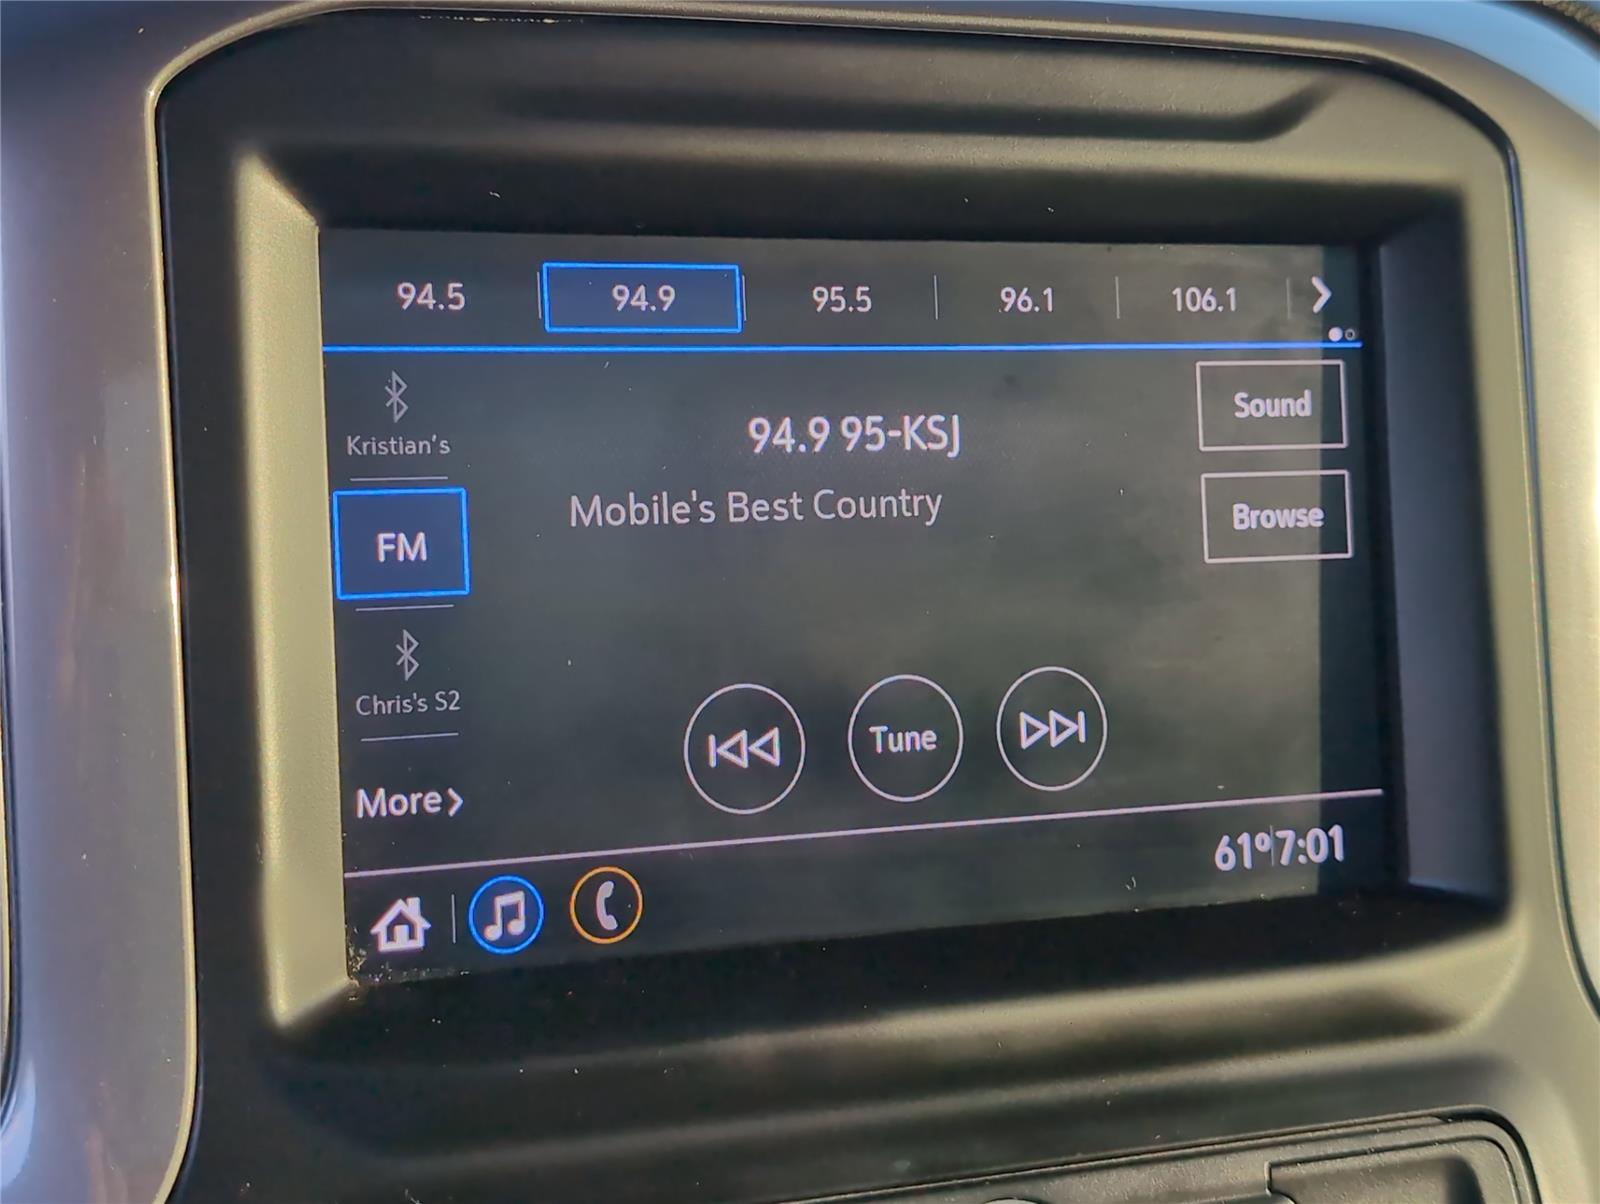 94.5 94.9 95.5 96.1 106.1
Kristian's
94.9 95-KSJ
Sound
Mobile's Best Country
Browse
FM
Chris's S2
Tune
More
61° 7:01